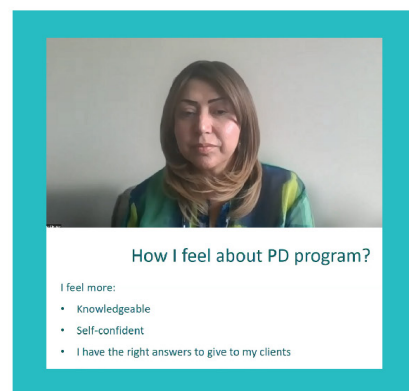 How I feel about PD program?
I feel more:
• Knowledgeable
• Self-confident
• I have the right answers to give to my clients